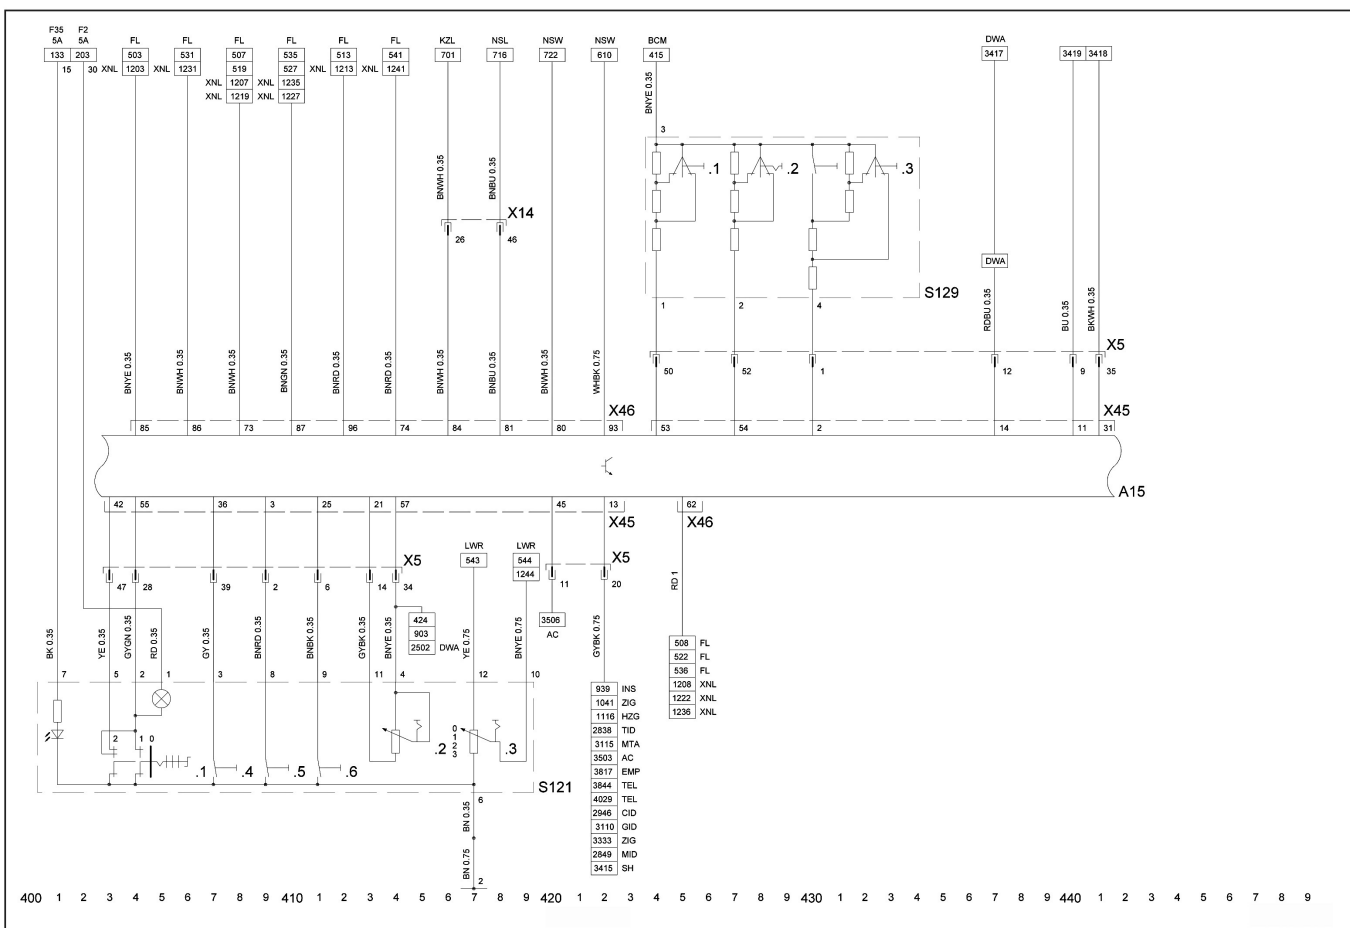 F35 F2
5A 5A FL FL FL FL FL FL KZL NSL NSW NSW BCM DWA
133 203 503 531 507 535 513 541 701 716 722 610 415 3417 3419 3418
15 30 XNL 1203 XNL 1231 519 527 XNL 1213 XNL 1241
XNL 1207 XNL 1235
XNL 1219 XNL 1227
BNYE 0.35
3
.1 .2 .3
BNWH 0.35 BNBU 0.35
X14
26 46
DWA
S129
1 2 4
RDBU 0.35 BU 0.35 BKWH 0.35
X5
50 52 1 12 9 35
BNYE 0.35 BNWH 0.35 BNWH 0.35 BNGN 0.35 BNRD 0.35 BNRD 0.35 BNWH 0.35 BNBU 0.35 BNWH 0.35 WHBK 0.75
X46 X45
85 86 73 87 96 74 84 81 80 93 53 54 2 14 11 31
A15
42 55 36 3 25 21 57 45 13 62
X45 X46
LWR LWR
X5 543 544 X5
1244
47 28 39 2 6 14 34 11 20
RD 1
424 3506
903 AC
2502 DWA
BK 0.35 YE 0.35 GYGN 0.35 RD 0.35 GY 0.35 BNRD 0.35 BNBK 0.35 GYBK 0.35 BNYE 0.35 YE 0.75 BNYE 0.75 GYBK 0.75
508 FL
522 FL
536 FL
1208 XNL
1222 XNL
1236 XNL
7 5 2 1 3 8 9 11 4 12 10
939 INS
1041 ZIG
1116 HZG
2838 TID
3115 MTA
3503 AC
3817 EMP
3844 TEL
4029 TEL
2946 CID
3110 GID
3333 ZIG
2849 MID
3415 SH
2 1 0
0
1
2
3
.1 .4 .5 .6 .2 .3
S121
6
BN 0.35
BN 0.75
2
400 1 2 3 4 5 6 7 8 9 410 1 2 3 4 5 6 7 8 9 420 1 2 3 4 5 6 7 8 9 430 1 2 3 4 5 6 7 8 9 440 1 2 3 4 5 6 7 8 9